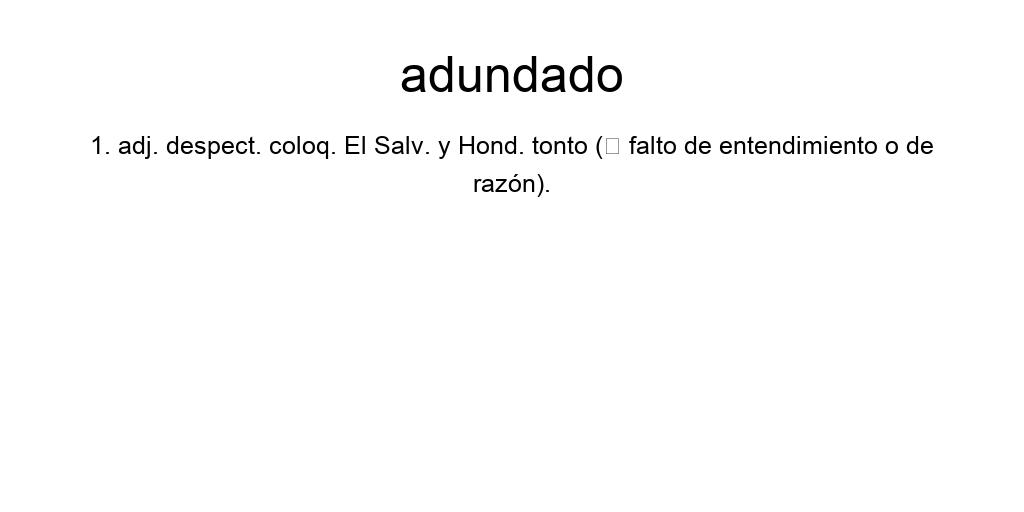 adundado
1. adj. despect. coloq. El Salv. y Hond. tonto (□ falto de entendimiento o de
razón).